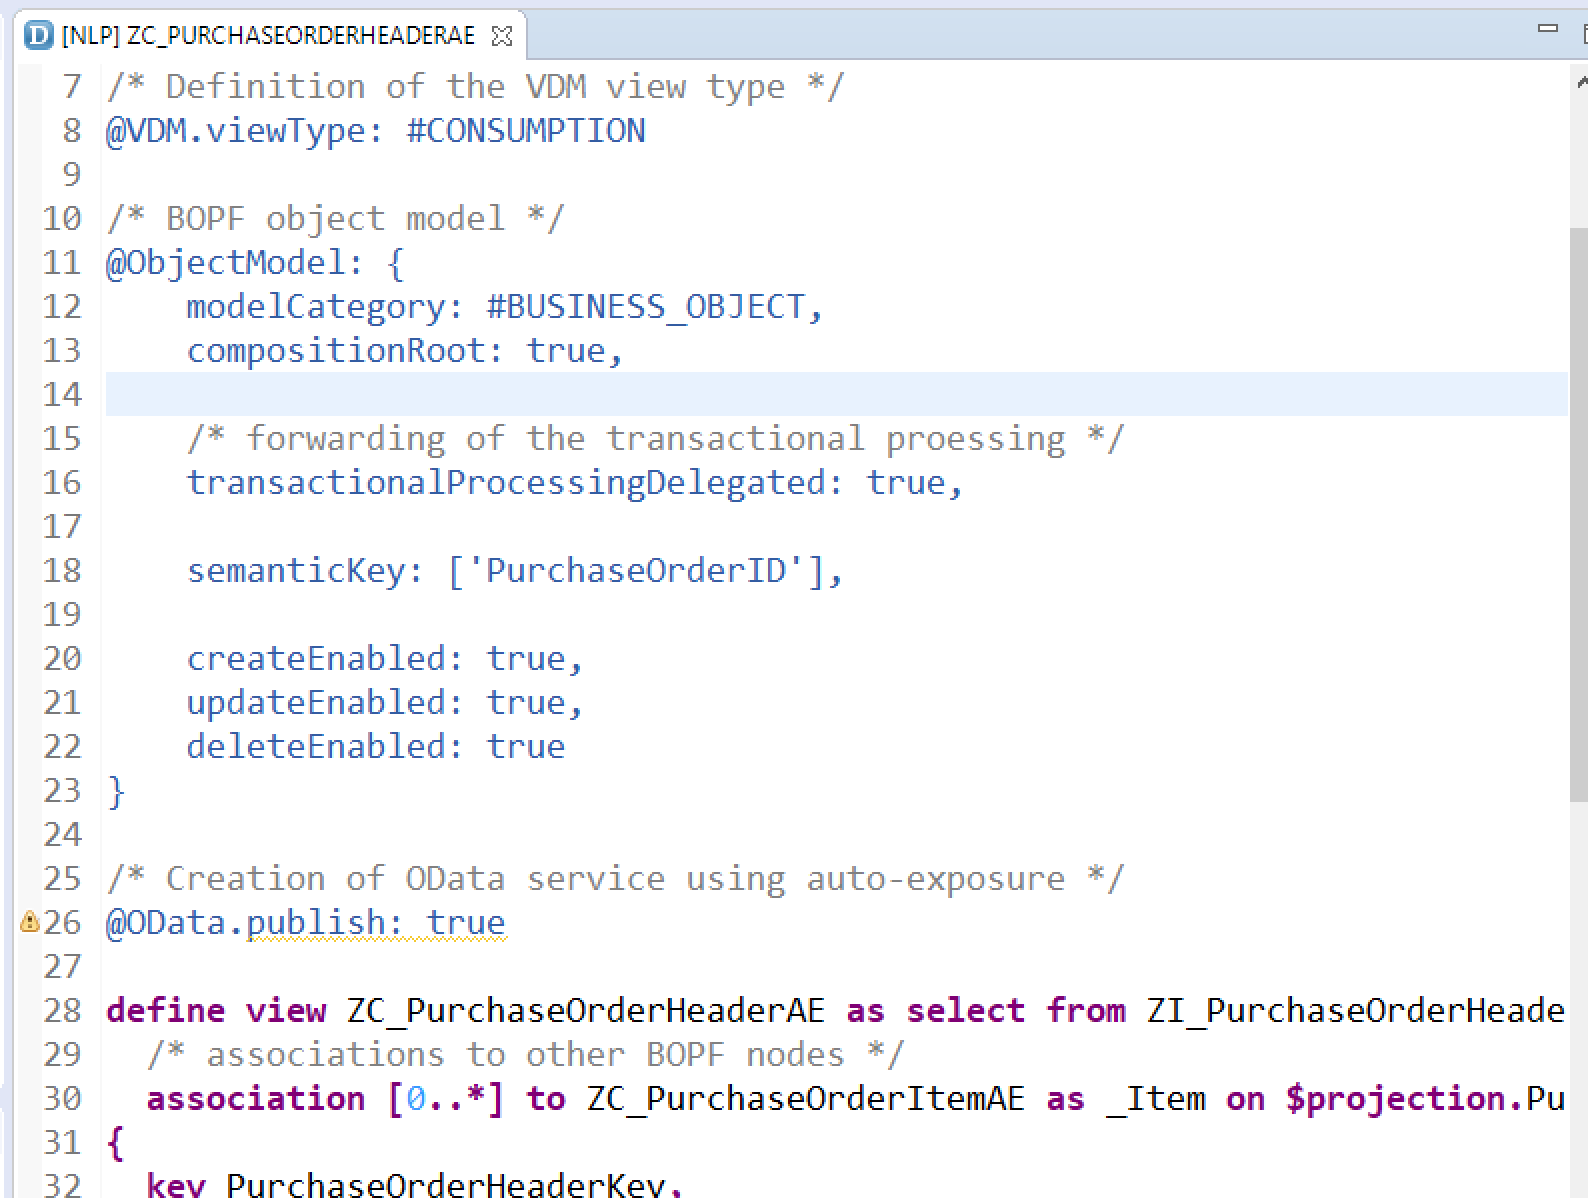 D [NLP] ZC_PURCHASEORDERHEADERAE
7 /* Definition of the VDM view type */
8 @VDM.viewType: #CONSUMPTION
9
10 /* BOPF object model */
11 @ObjectModel: {
12 modelCategory: #BUSINESS_OBJECT,
13 compositionRoot: true,
14
15 /* forwarding of the transactional proessing */
16 transactionalProcessingDelegated: true,
17
18 semanticKey: ['PurchaseOrderID'],
19
20 createEnabled: true,
21 updateEnabled: true,
22 deleteEnabled: true
23 }
24
25 /* Creation of OData service using auto-exposure */
26 @OData.publish: true
27
28 define view ZC_PurchaseOrderHeaderAE as select from ZI_PurchaseOrderHeade
29 /* associations to other BOPF nodes */
30 association [0..*] to ZC_PurchaseOrderItemAE as _Item on $projection.Pu
31 {
32 key PurchaseOrderHeaderKey,